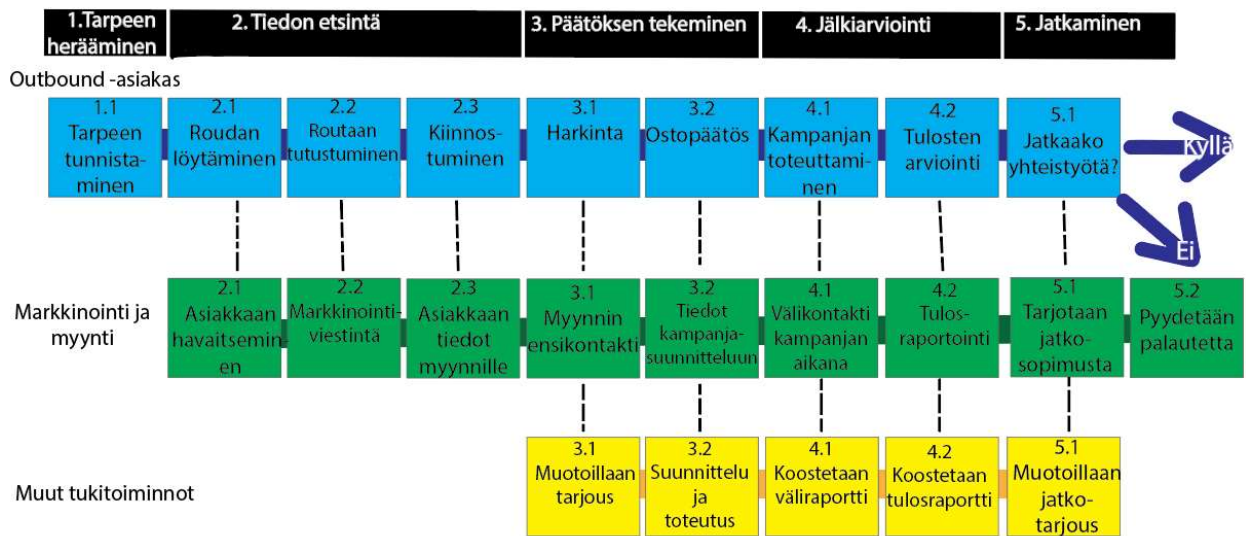 1.Tarpeen
herääminen
2. Tiedon etsintä
3. Päätöksen tekeminen
4. Jälkiarviointi
5. Jatkaminen
Outbound -asiakas
1.1
Tarpeen
tunnista-
minen
2.1
Roudan
löytäminen
2.2
Routaan
tutustuminen
2.3
Kiinnos-
tuminen
3.1
Harkinta
3.2
Ostopäätös
4.1
Kampanjan
toteuttami-
nen
4.2
Tulosten
arviointi
5.1
Jatkaako
yhteistyötä?
Kyllä
Ei
Markkinointi ja
myynti
2.1
Asiakkaan
havaitsemin
en
2.2
Markkinointi-
viestintä
2.3
Asiakkaan
tiedot
myynnille
3.1
Myynnin
ensikontakti
3.2
Tiedot
kampanja-
suunnitteluun
4.1
Välikontakti
kampanjan
aikana
4.2
Tulos-
raportointi
5.1
Tarjotaan
jatko-
sopimusta
5.2
Pyydetään
palautetta
Muut tukitoiminnot
3.1
Muotoillaan
tarjous
3.2
Suunnittelu
ja
toteutus
4.1
Koostetaan
väliraportti
4.2
Koostetaan
tulosraportti
5.1
Muotoillaan
jatko-
tarjous